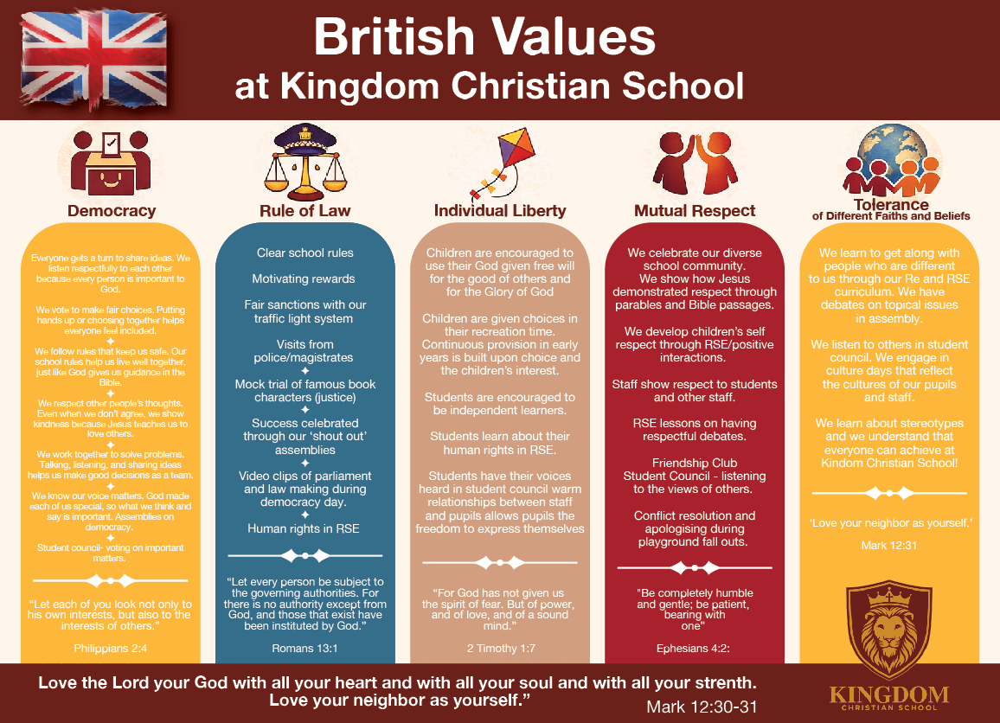 British Values
at Kingdom Christian School
Democracy
Everyone gets a turn to share ideas. We
listen respectfully to each other
because every person is important to
God.
We vote to make fair choices. Putting
hands up or choosing together helps
everyone feel included.
We follow rules that keep us safe. Our
school rules help us live well together,
just like God gives us guidance in the
Bible.
We respect other people's thoughts.
Even when we don't agree, we show
kindness because Jesus teaches us to
love others.
We work together to solve problems.
Talking, listening, and sharing ideas
helps us make good decisions as a team.
We know our voice matters. God made
each of us special, so what we think and
say is important. Assemblies on
democracy.
Student council- voting on important
matters.
“Let each of you look not only to
his own interests, but also to the
interests of others.”
Philippians 2:4
Rule of Law
Clear school rules
Motivating rewards
Fair sanctions with our
traffic light system
Visits from
police/magistrates
Mock trial of famous book
characters (justice)
Success celebrated
through our ‘shout out’
assemblies
Video clips of parliament
and law making during
democracy day.
Human rights in RSE
“Let every person be subject to
the governing authorities. For
there is no authority except from
God, and those that exist have
been instituted by God.”
Romans 13:1
Individual Liberty
Children are encouraged to
use their God given free will
for the good of others and
for the Glory of God
Children are given choices in
their recreation time.
Continuous provision in early
years is built upon choice and
the children’s interest.
Students are encouraged to
be independent learners.
Students learn about their
human rights in RSE.
Students have their voices
heard in student council warm
relationships between staff
and pupils allows pupils the
freedom to express themselves
“For God has not given us
the spirit of fear. But of power,
and of love, and of a sound
mind.”
2 Timothy 1:7
Mutual Respect
We celebrate our diverse
school community.
We show how Jesus
demonstrated respect through
parables and Bible passages.
We develop children’s self
respect through RSE/positive
interactions.
Staff show respect to students
and other staff.
RSE lessons on having
respectful debates.
Friendship Club
Student Council - listening
to the views of others.
Conflict resolution and
apologising during
playground fall outs.
"Be completely humble
and gentle; be patient,
bearing with
one”
Ephesians 4:2:
Tolerance
of Different Faiths and Beliefs
We learn to get along with
people who are different
to us through our Re and RSE
curriculum. We have
debates on topical issues
in assembly.
We listen to others in student
council. We engage in
culture days that reflect
the cultures of our pupils
and staff.
We learn about stereotypes
and we understand that
everyone can achieve at
Kindom Christian School!
‘Love your neighbor as yourself.’
Mark 12:31
Love the Lord your God with all your heart and with all your soul and with all your strenth.
Love your neighbor as yourself.”
Mark 12:30-31
KINGDOM
CHRISTIAN SCHOOL